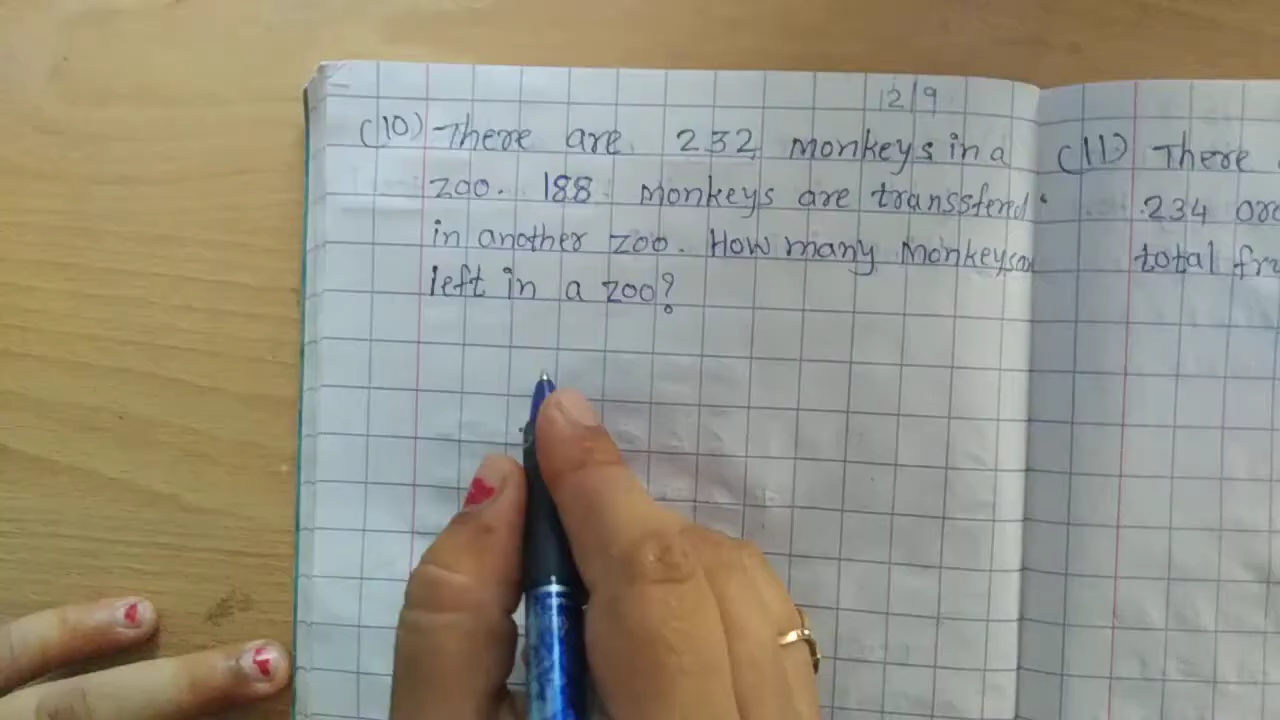 12/9
(10) There are 232 monkeys in a
zoo. 188 monkeys are transsfered
in another zoo. How many monkeys
left in a zoo?
(11) There
234
total